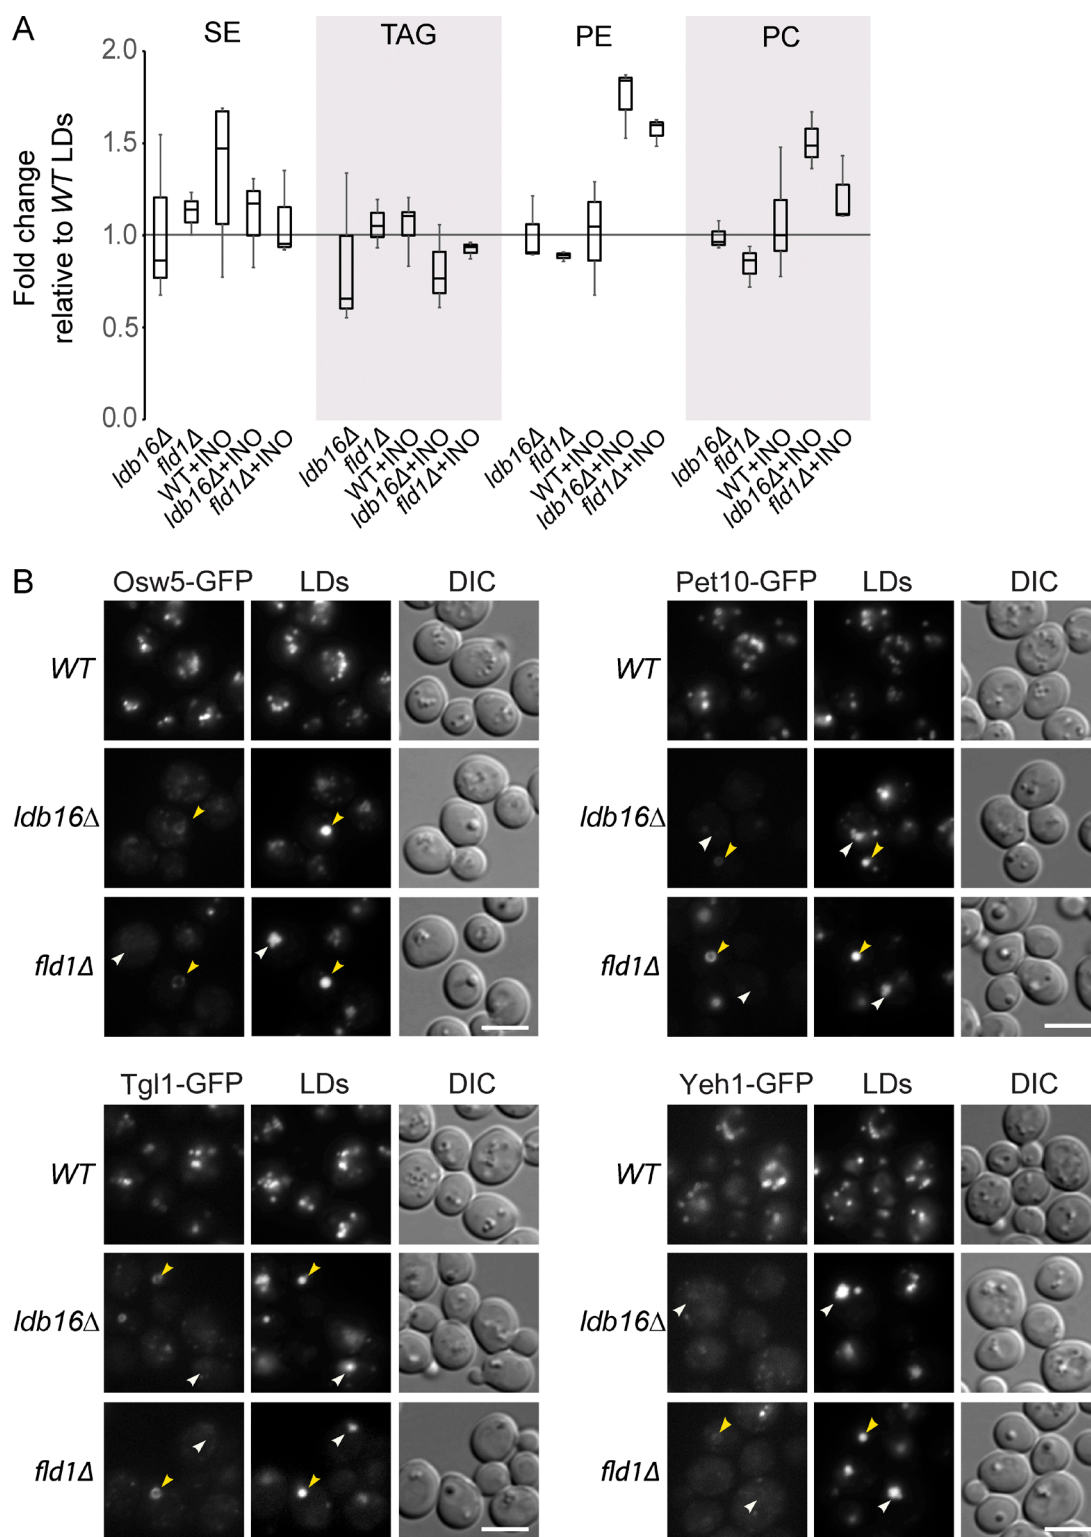 A
SE TAG PE PC
Fold change
relative to WT LDs
2.0
1.5
1.0
0.5
0.0
ldb16Δ fld1Δ WT+INO ldb16Δ+INO fld1Δ+INO ldb16Δ fld1Δ WT+INO ldb16Δ+INO fld1Δ+INO ldb16Δ fld1Δ WT+INO ldb16Δ+INO fld1Δ+INO ldb16Δ fld1Δ WT+INO ldb16Δ+INO fld1Δ+INO
B
Osw5-GFP LDs DIC
WT
ldb16Δ
fld1Δ
Pet10-GFP LDs DIC
WT
ldb16Δ
fld1Δ
Tgl1-GFP LDs DIC
WT
ldb16Δ
fld1Δ
Yeh1-GFP LDs DIC
WT
ldb16Δ
fld1Δ